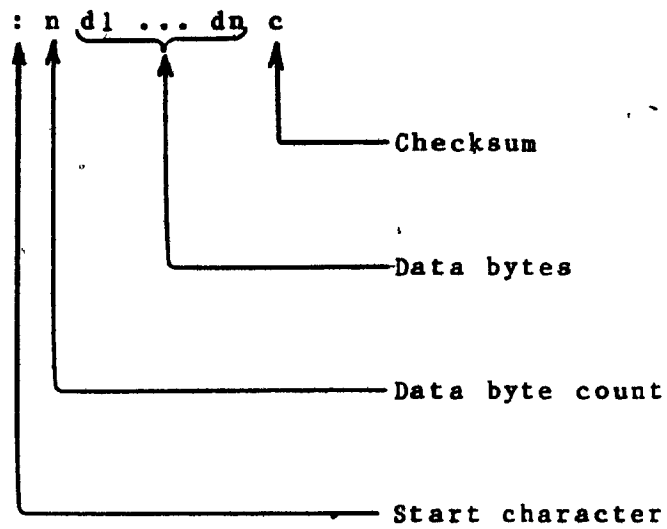 : n d1 ... dn c
Checksum
Data bytes
Data byte count
Start character